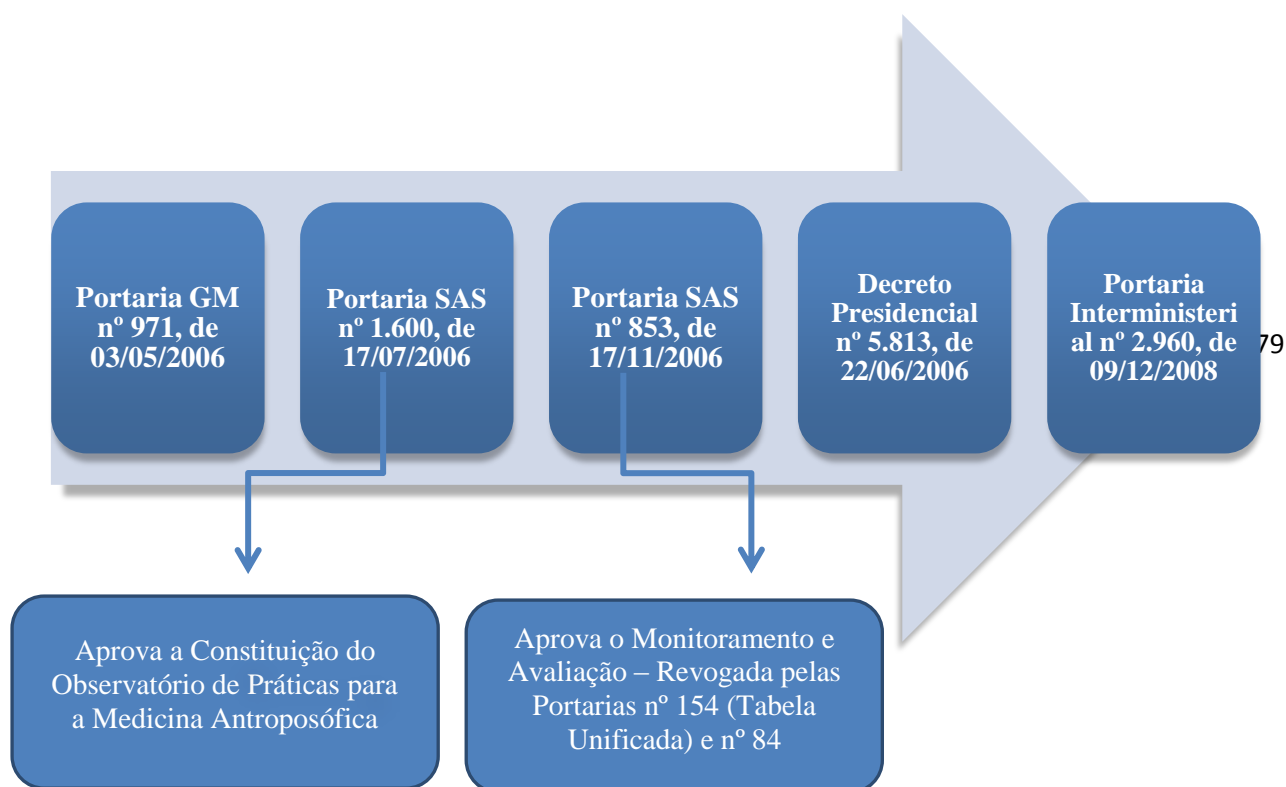 Portaria GM
nº 971, de
03/05/2006
Portaria SAS
nº 1.600, de
17/07/2006
Portaria SAS
nº 853, de
17/11/2006
Decreto
Presidencial
nº 5.813, de
22/06/2006
Portaria
Interministeri
al nº 2.960, de
09/12/2008
79
Aprova a Constituição do
Observatório de Práticas para
a Medicina Antroposófica
Aprova o Monitoramento e
Avaliação – Revogada pelas
Portarias nº 154 (Tabela
Unificada) e nº 84